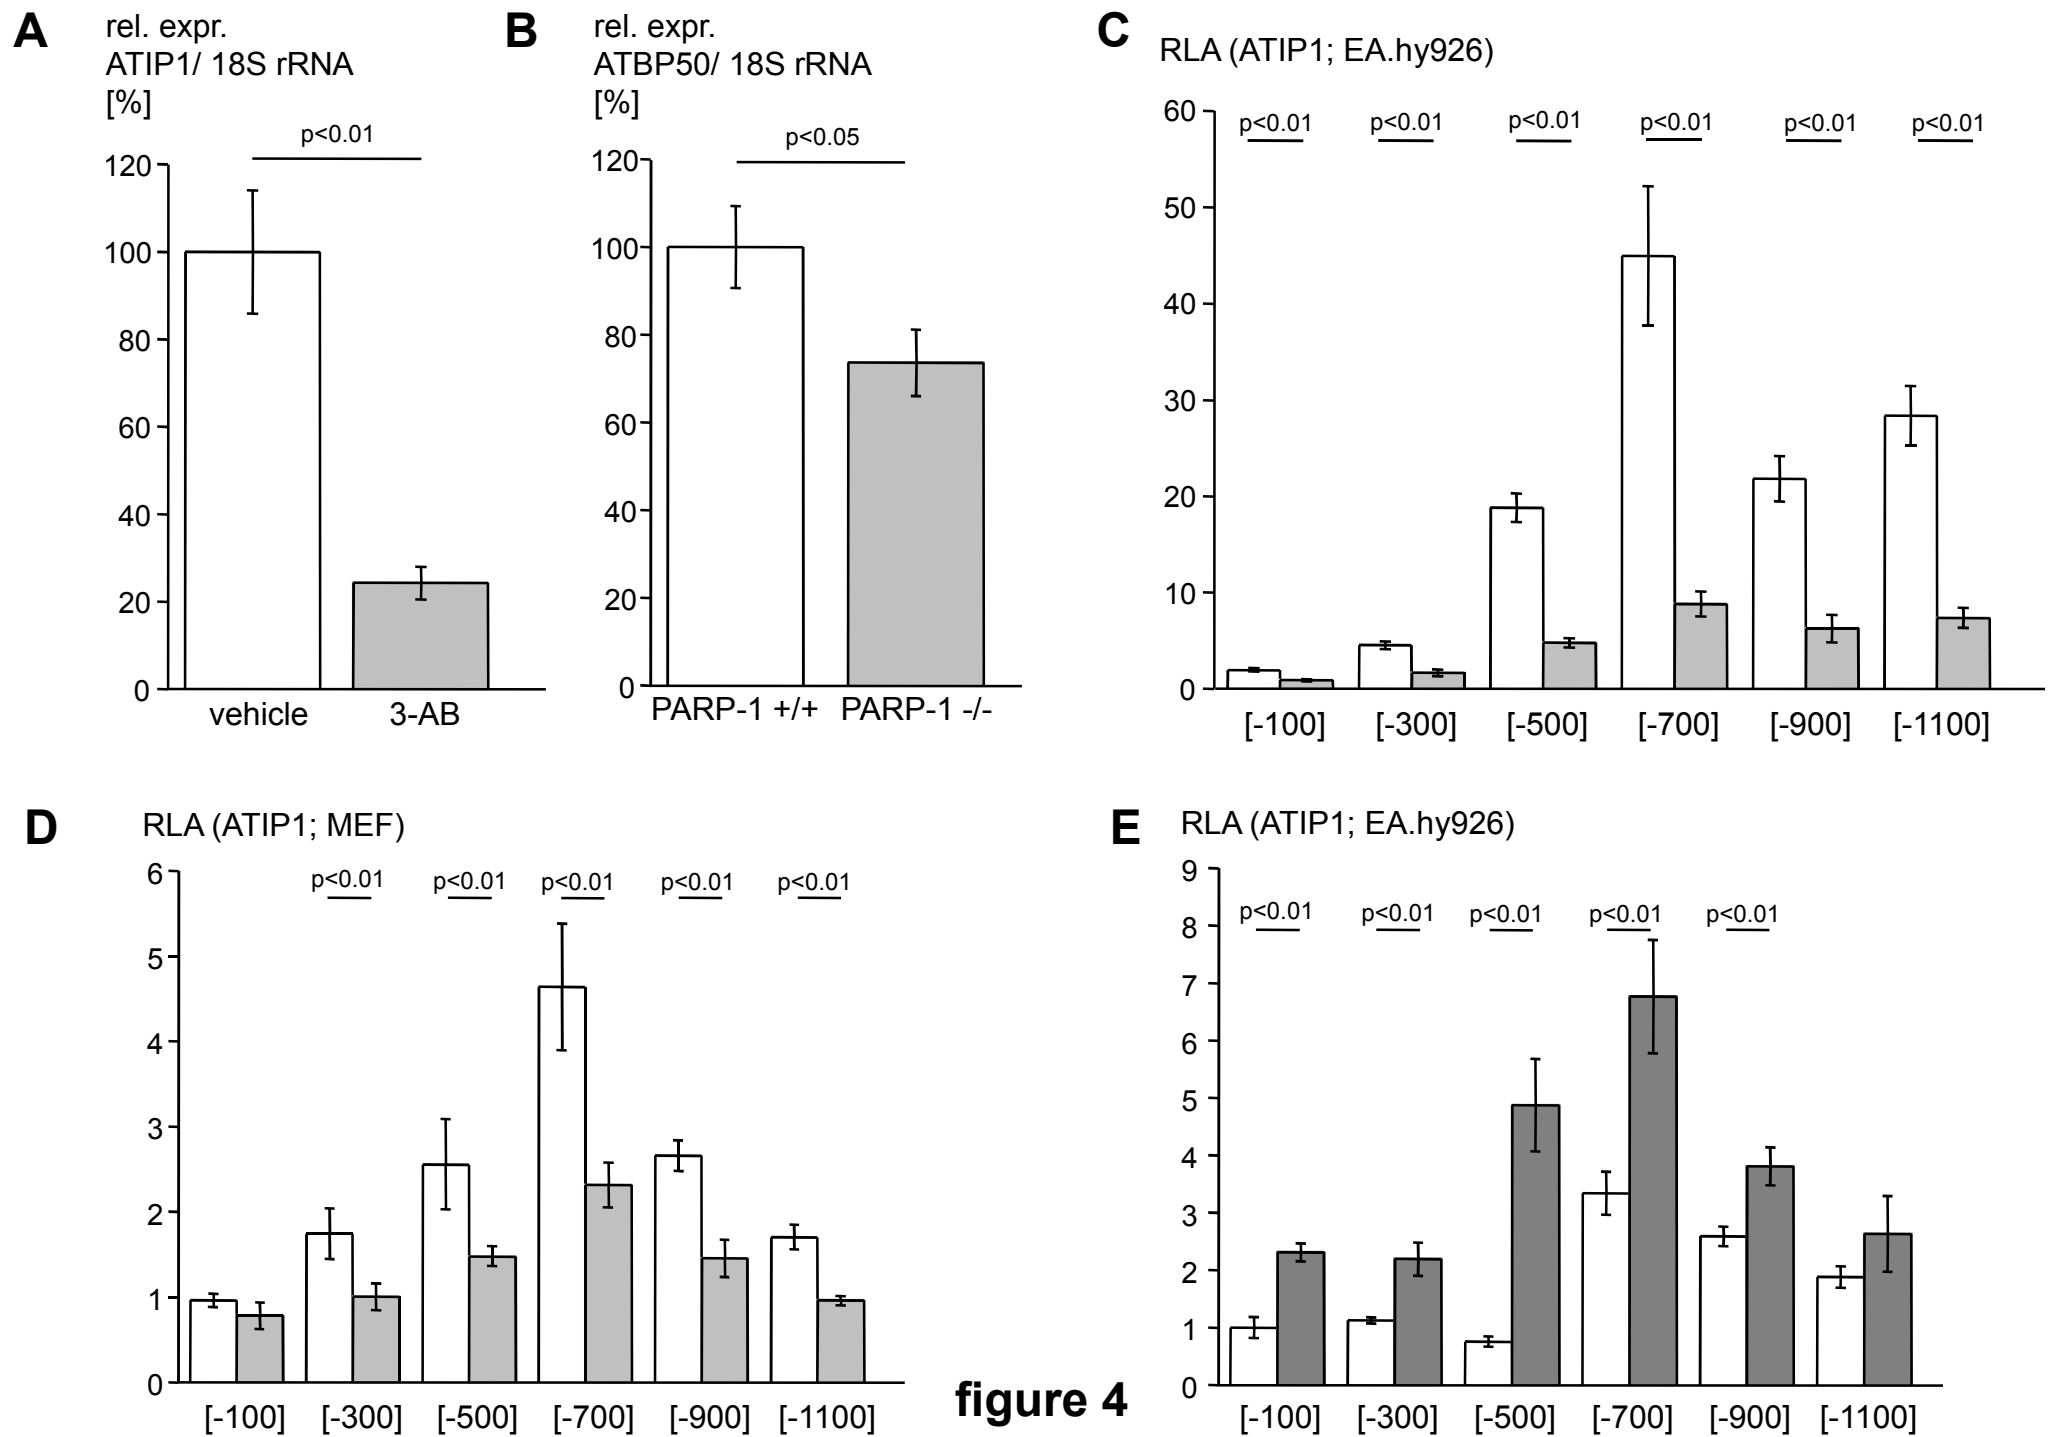 A
rel. expr.
ATIP1/ 18S rRNA
[%]
p<0.01
120
100
80
60
40
20
0
vehicle 3-AB
B
rel. expr.
ATBP50/ 18S rRNA
[%]
p<0.05
120
100
80
60
40
20
0
PARP-1 +/+ PARP-1 -/-
C
RLA (ATIP1; EA.hy926)
60
50
40
30
20
10
0
p<0.01 p<0.01 p<0.01 p<0.01 p<0.01 p<0.01
[-100] [-300] [-500] [-700] [-900] [-1100]
D
RLA (ATIP1; MEF)
6
5
4
3
2
1
0
p<0.01 p<0.01 p<0.01 p<0.01 p<0.01
[-100] [-300] [-500] [-700] [-900] [-1100]
E
RLA (ATIP1; EA.hy926)
9
8
7
6
5
4
3
2
1
0
p<0.01 p<0.01 p<0.01 p<0.01 p<0.01
[-100] [-300] [-500] [-700] [-900] [-1100]
figure 4